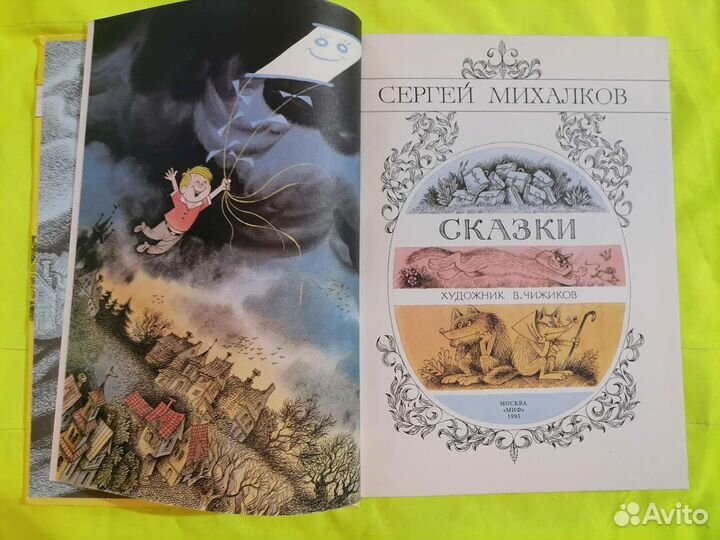 СЕРГЕЙ МИХАЛКОВ
СКАЗКИ
ХУДОЖНИК В. ЧИЖИКОВ
МОСКВА
«МИФ»
1993
Avito